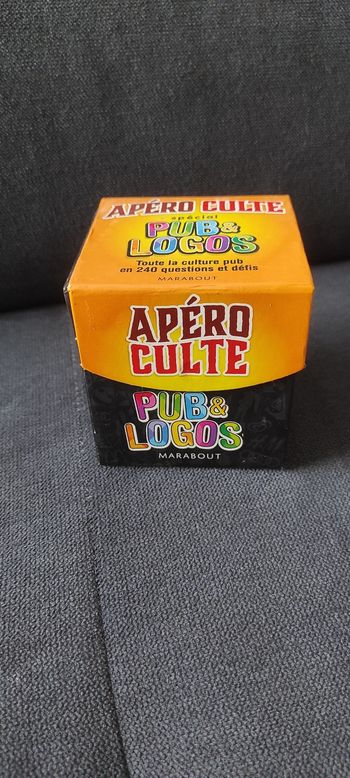 APÉRO CULTE
spécial
PUB &
LOGOS
Toute la culture pub
en 240 questions et défis
MARABOUT
APÉRO
CULTE
PUB &
LOGOS
MARABOUT